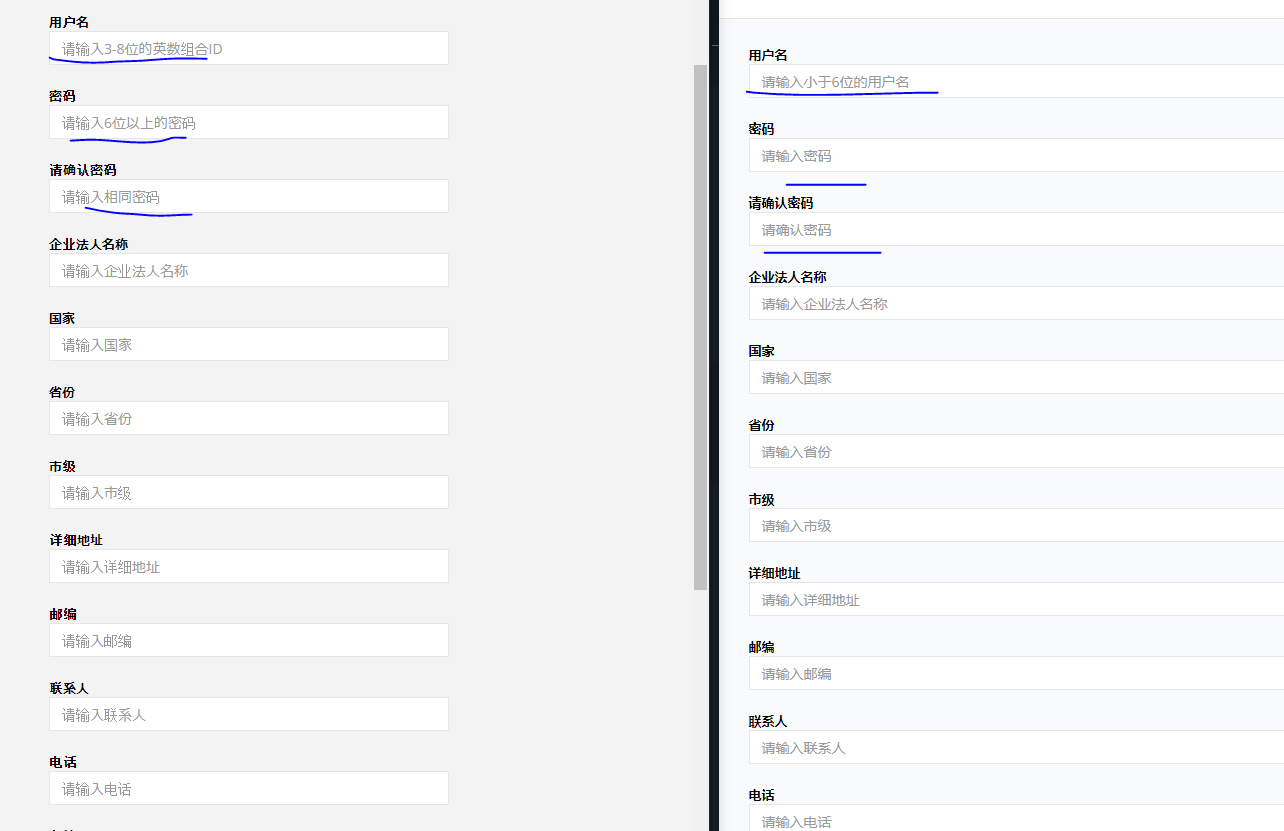 用户名
请输入3-8位的英数组合ID
密码
请输入6位以上的密码
请确认密码
请输入相同密码
企业法人名称
请输入企业法人名称
国家
请输入国家
省份
请输入省份
市级
请输入市级
详细地址
请输入详细地址
邮编
请输入邮编
联系人
请输入联系人
电话
请输入电话
用户名
请输入小于6位的用户名
密码
请输入密码
请确认密码
请确认密码
企业法人名称
请输入企业法人名称
国家
请输入国家
省份
请输入省份
市级
请输入市级
详细地址
请输入详细地址
邮编
请输入邮编
联系人
请输入联系人
电话
请输入电话